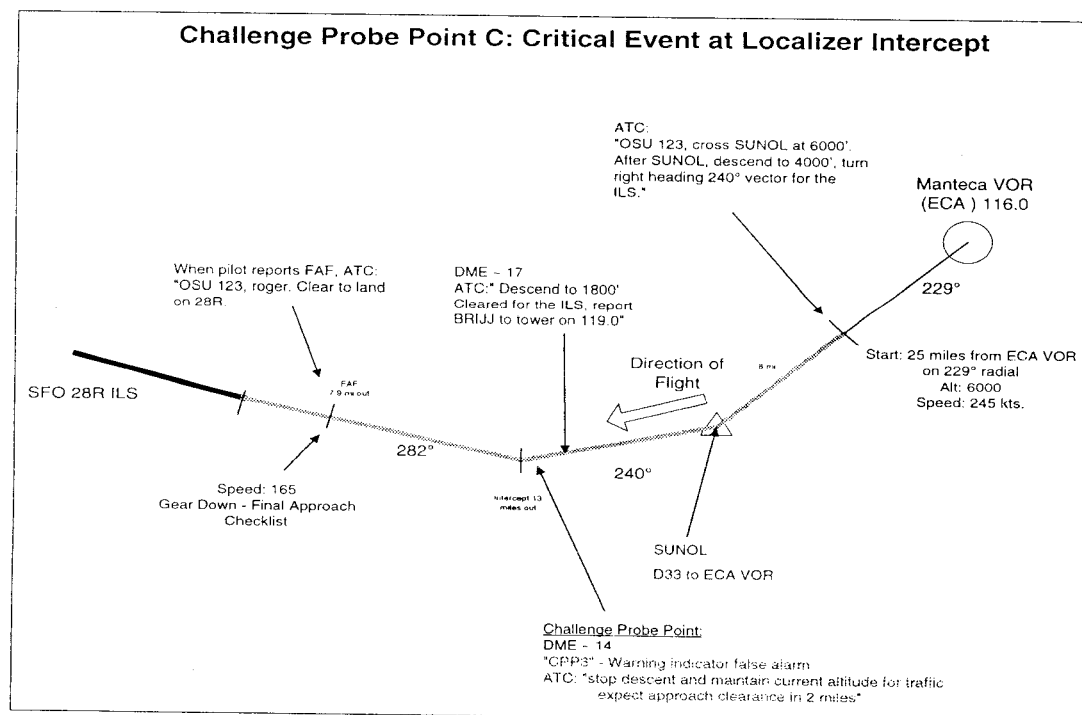 Challenge Probe Point C: Critical Event at Localizer Intercept
ATC:
"OSU 123, cross SUNOL at 6000'.
After SUNOL, descend to 4000', turn
right heading 240° vector for the
ILS."
Manteca VOR
(ECA ) 116.0
229°
Start: 25 miles from ECA VOR
on 229° radial
Alt: 6000
Speed: 245 kts.
When pilot reports FAF, ATC:
"OSU 123, roger. Clear to land
on 28R.
DME - 17
ATC:" Descend to 1800'
Cleared for the ILS, report
BRIJJ to tower on 119.0"
Direction of
Flight
8 mi
SFO 28R ILS
FAF
7.9 mi out
282°
240°
Speed: 165
Gear Down - Final Approach
Checklist
Intercept 13
miles out
SUNOL
D33 to ECA VOR
Challenge Probe Point:
DME - 14
"CPP3" - Warning indicator false alarm
ATC: "stop descent and maintain current altitude for traffic
expect approach clearance in 2 miles"